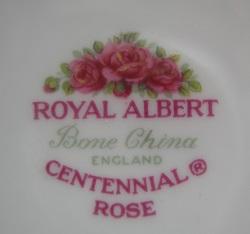 ROYAL ALBERT
Bone China
ENGLAND
CENTENNIAL ®
ROSE